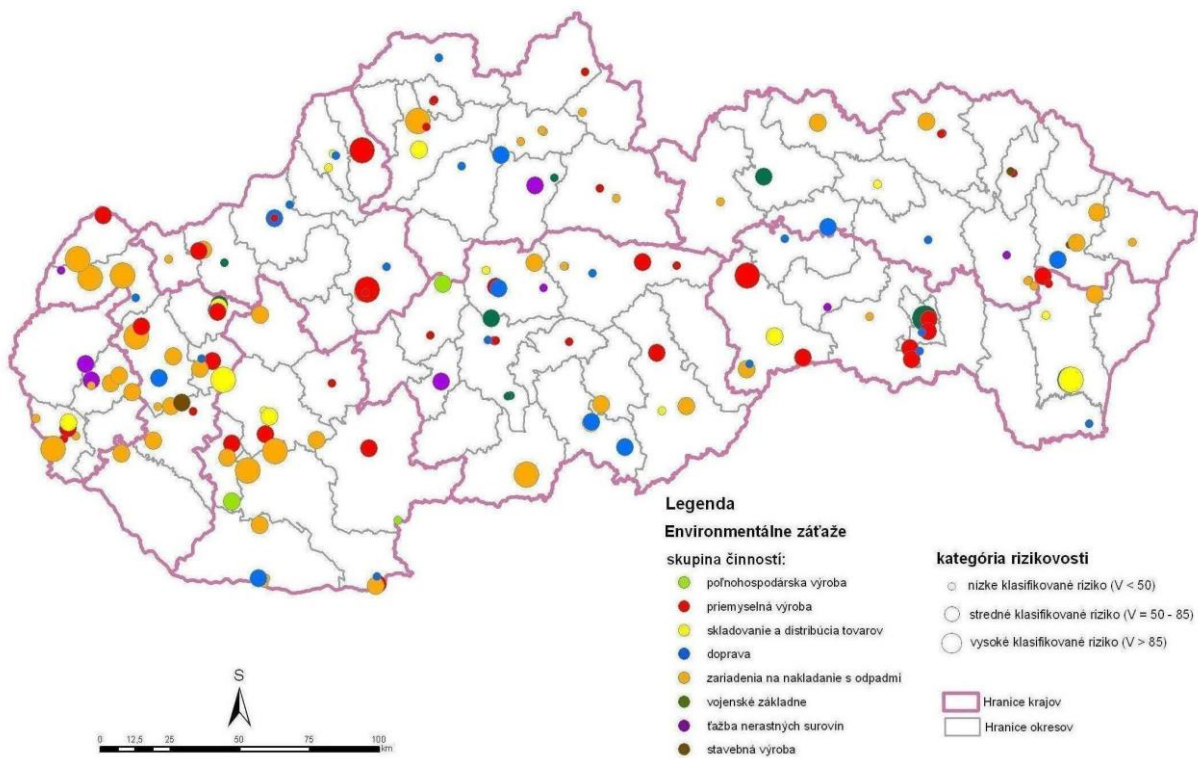 Legenda
Environmentálne záťaže
skupina činností:
poľnohospodárska výroba
priemyselná výroba
skladovanie a distribúcia tovarov
doprava
zariadenia na nakladanie s odpadmi
vojenské základne
ťažba nerastných surovín
stavebná výroba
kategória rizikovosti
nízke klasifikované riziko (V < 50)
stredné klasifikované riziko (V = 50 - 85)
vysoké klasifikované riziko (V > 85)
Hranice krajov
Hranice okresov
S
0 12,5 25 50 75 100
km